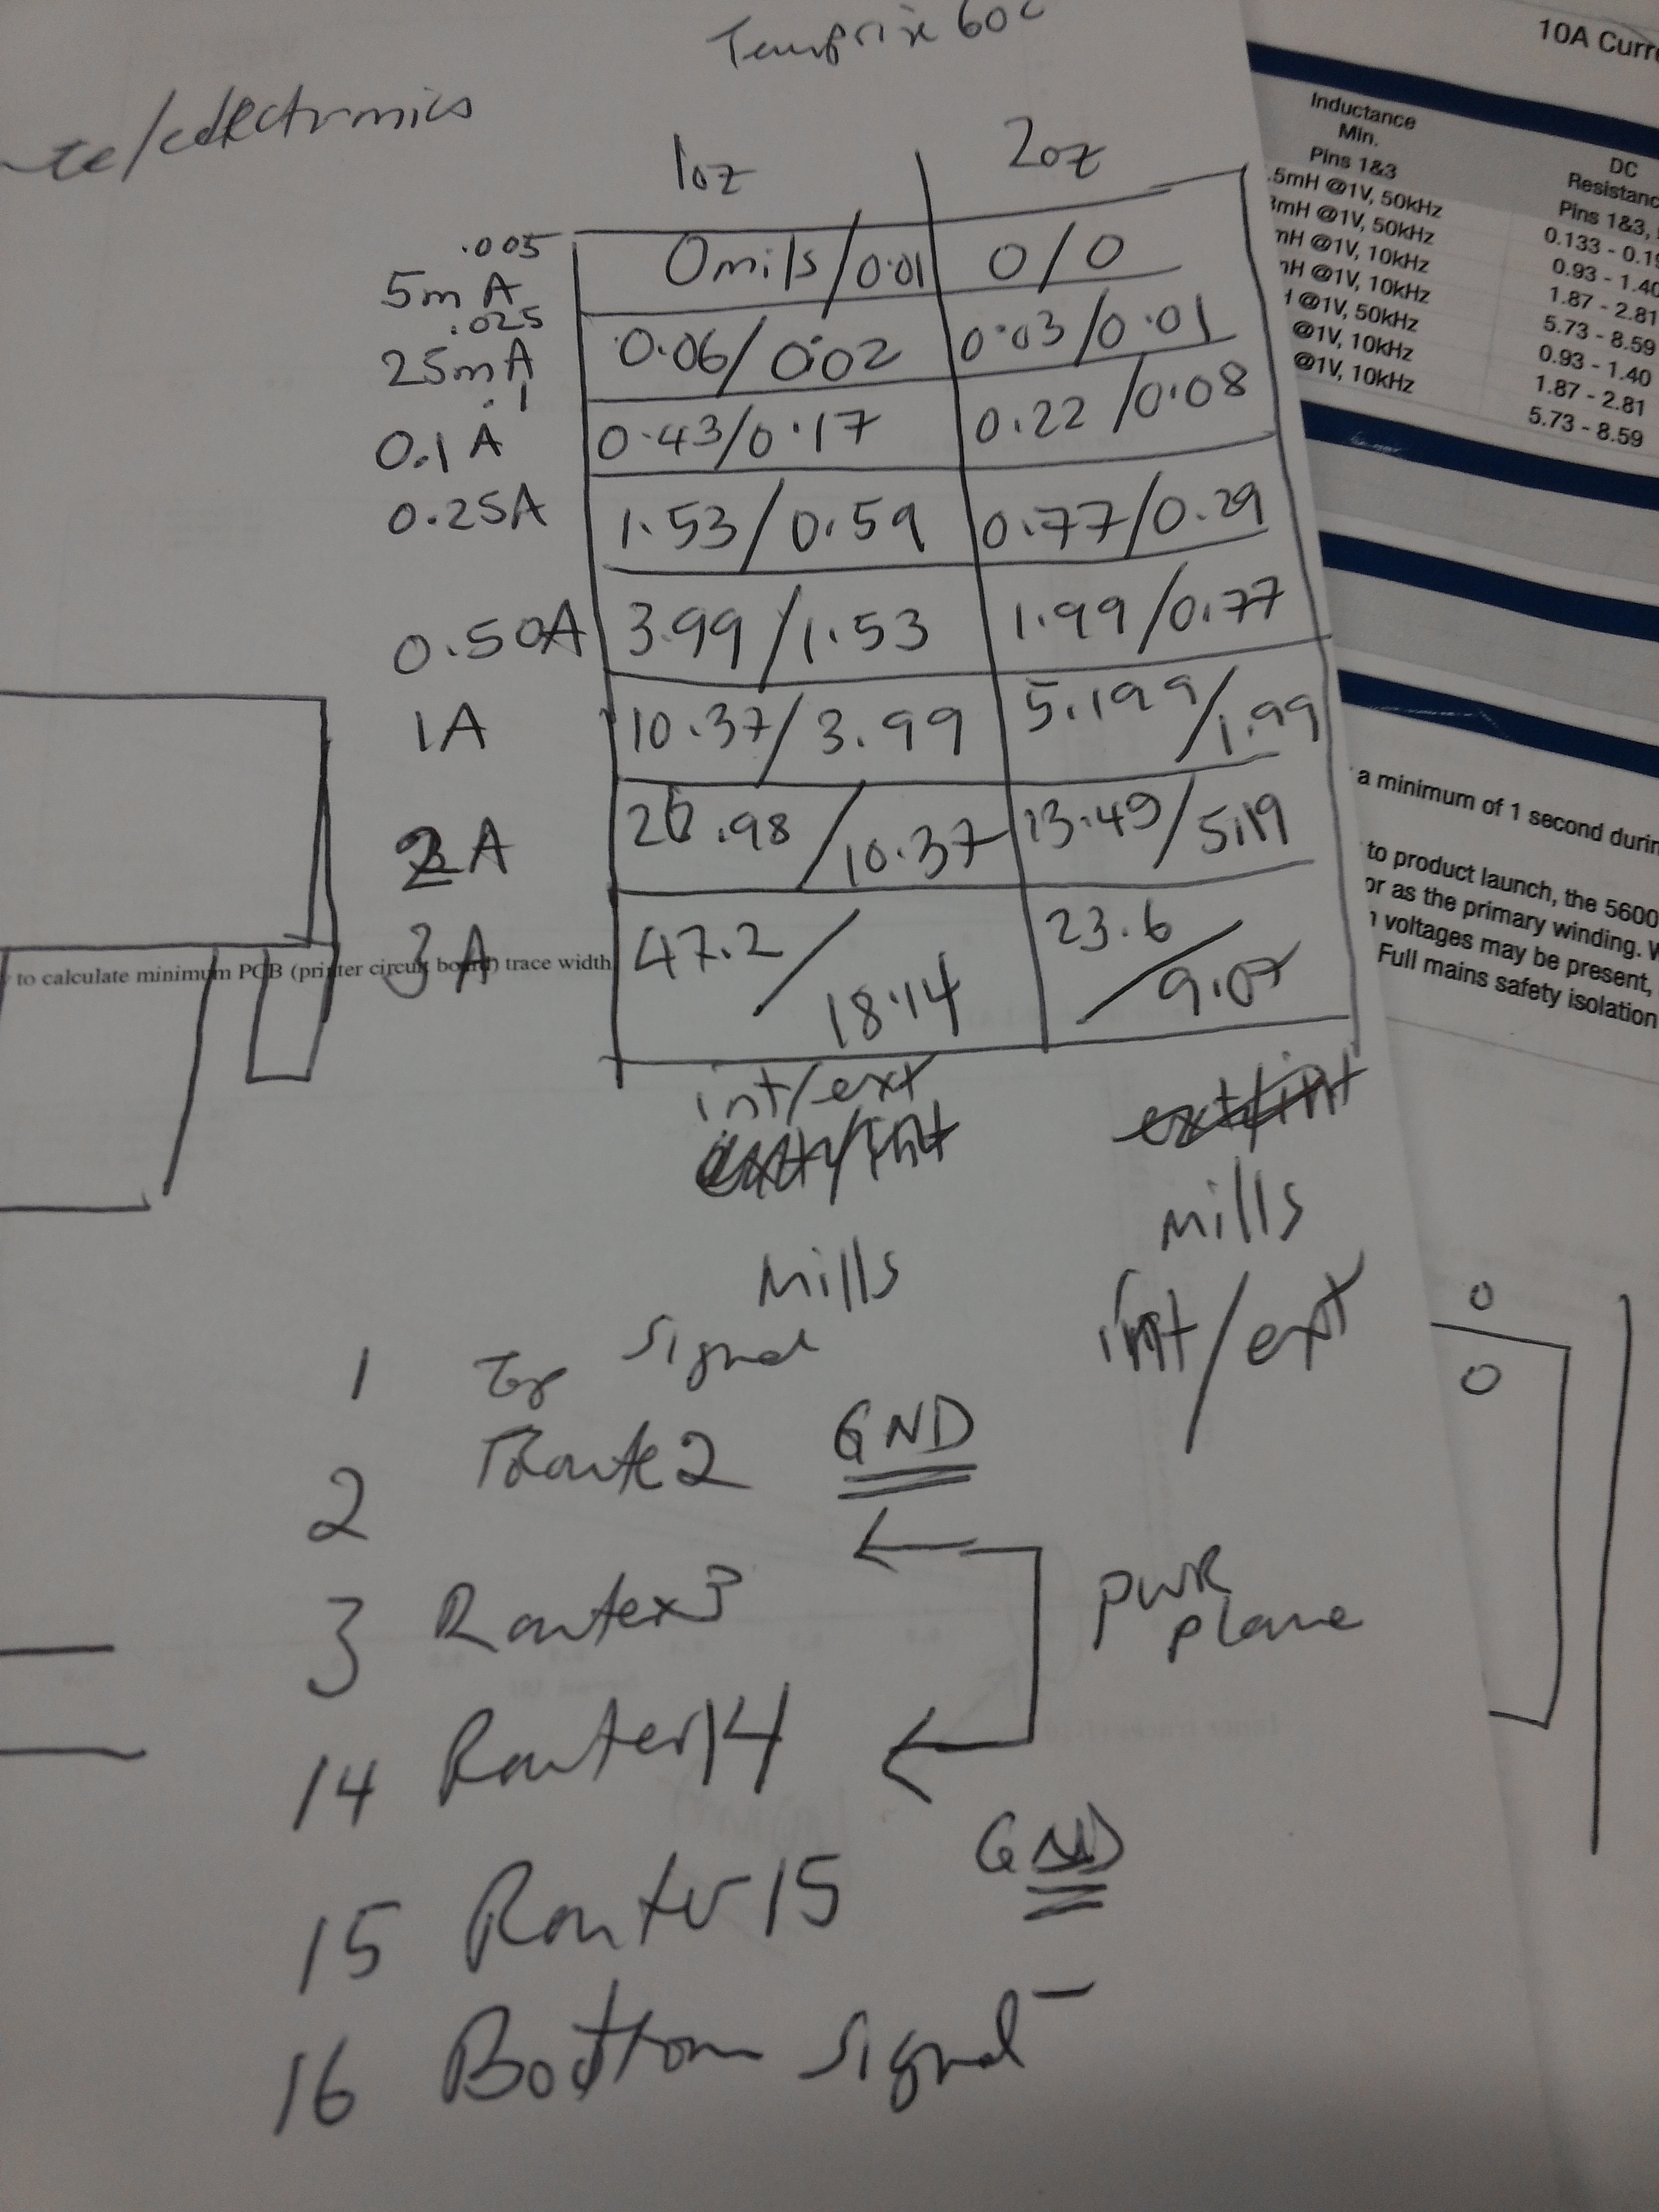 Temprise 60c
te/edectronics
10A Curre
1oz 2oz
.005
5mA 0mils/0.01 0/0
.025
25mA 0.06/0.02 0.03/0.01
.1
0.1A 0.43/0.17 0.22/0.08
0.25A 1.53/0.59 0.77/0.29
0.50A 3.99/1.53 1.99/0.77
1A 10.37/3.99 5.199/1.99
2A 26.98/10.37 13.49/5.19
3A 47.2/18.14 23.6/9.07
int/ext
ext/int ext/int
Mills mills
int/ext
y to calculate minimum PCB (printer circuit board) trace width
1 Top Signal
2 Route2 GND
3 Routex3
pwr
plane
14 Router14
15 Router15 GND
16 Bottom signal
0
0
Inductance
Min.
Pins 1&3
DC
Resistanc
Pins 1&3,
.5mH @1V, 50kHz 0.133 - 0.19
3mH @1V, 50kHz 0.93 - 1.40
mH @1V, 10kHz 1.87 - 2.81
nH @1V, 10kHz 5.73 - 8.59
H @1V, 50kHz 0.93 - 1.40
@1V, 10kHz 1.87 - 2.81
@1V, 10kHz 5.73 - 8.59
a minimum of 1 second durin
to product launch, the 5600
or as the primary winding. W
n voltages may be present,
Full mains safety isolation